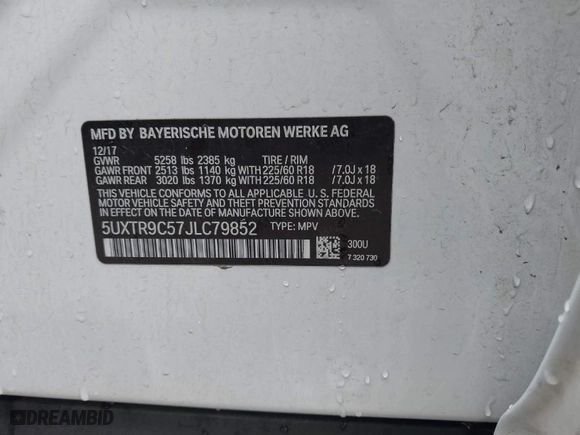 MFD BY BAYERISCHE MOTOREN WERKE AG
12/17
GVWR 5258 lbs 2385 kg TIRE / RIM
GAWR FRONT 2513 lbs 1140 kg WITH 225/60 R18 / 7.0J x 18
GAWR REAR 3020 lbs 1370 kg WITH 225/60 R18 / 7.0J x 18
THIS VEHICLE CONFORMS TO ALL APPLICABLE U. S. FEDERAL
MOTOR VEHICLE SAFETY AND THEFT PREVENTION STANDARDS
IN EFFECT ON THE DATE OF MANUFACTURE SHOWN ABOVE.
5UXTR9C57JLC79852 TYPE: MPV
300U
7 320 730
DREAMBID